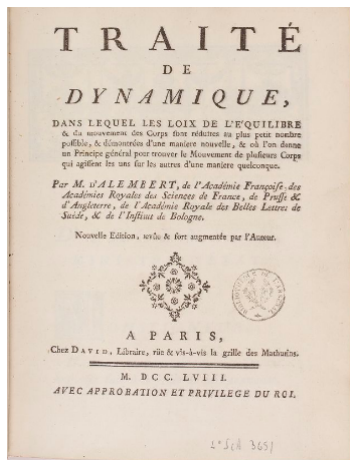 TRAITÉ
DE
DYNAMIQUE,
DANS LEQUEL LES LOIX DE L'EQUILIBRE
& du mouvement des Corps sont réduites au plus petit nombre
possible, & démontrées d'une maniere nouvelle, & où l'on donne
un Principe général pour trouver le Mouvement de plusieurs Corps
qui agissent les uns sur les autres d'une maniere quelconque.
Par M. D'ALEMBERT, de l'Académie Françoise, des
Académies Royales des Sciences de France, de Prusse &
d'Angleterre, de l'Académie Royale des Belles Lettres de
Suéde, & de l'Institut de Bologne.
Nouvelle Edition, revûe & fort augmentée par l'Auteur.
A PARIS,
Chez DAVID, Libraire, rüe & vis-à-vis la grille des Mathurins.
M. DCC. LVIII.
AVEC APPROBATION ET PRIVILEGE DU ROI.